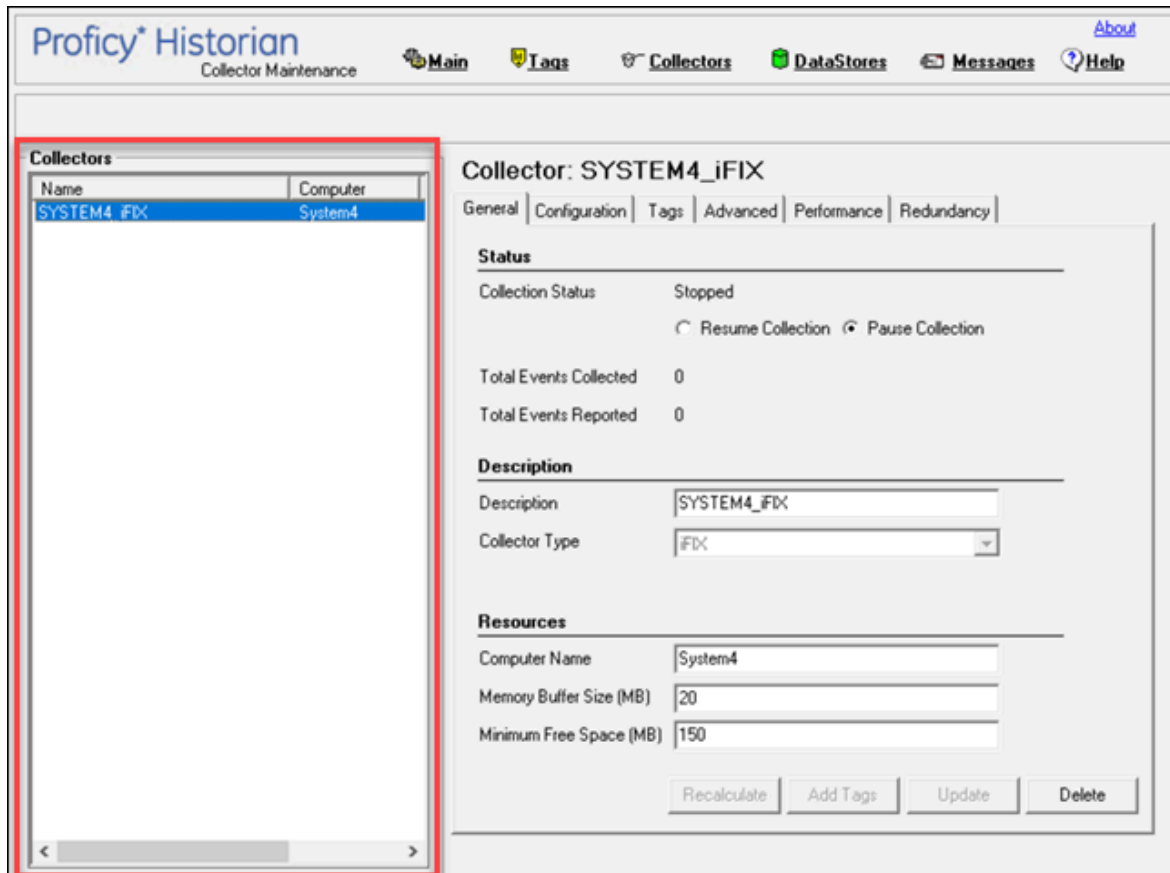 Proficy* Historian
Collector Maintenance
Main Tags Collectors DataStores Messages Help
About
Collectors
Name Computer
SYSTEM4_iFIX System4
Collector: SYSTEM4_iFIX
General Configuration Tags Advanced Performance Redundancy
Status
Collection Status Stopped
Resume Collection Pause Collection
Total Events Collected 0
Total Events Reported 0
Description
Description SYSTEM4_iFIX
Collector Type iFIX
Resources
Computer Name System4
Memory Buffer Size (MB) 20
Minimum Free Space (MB) 150
Recalculate Add Tags Update Delete